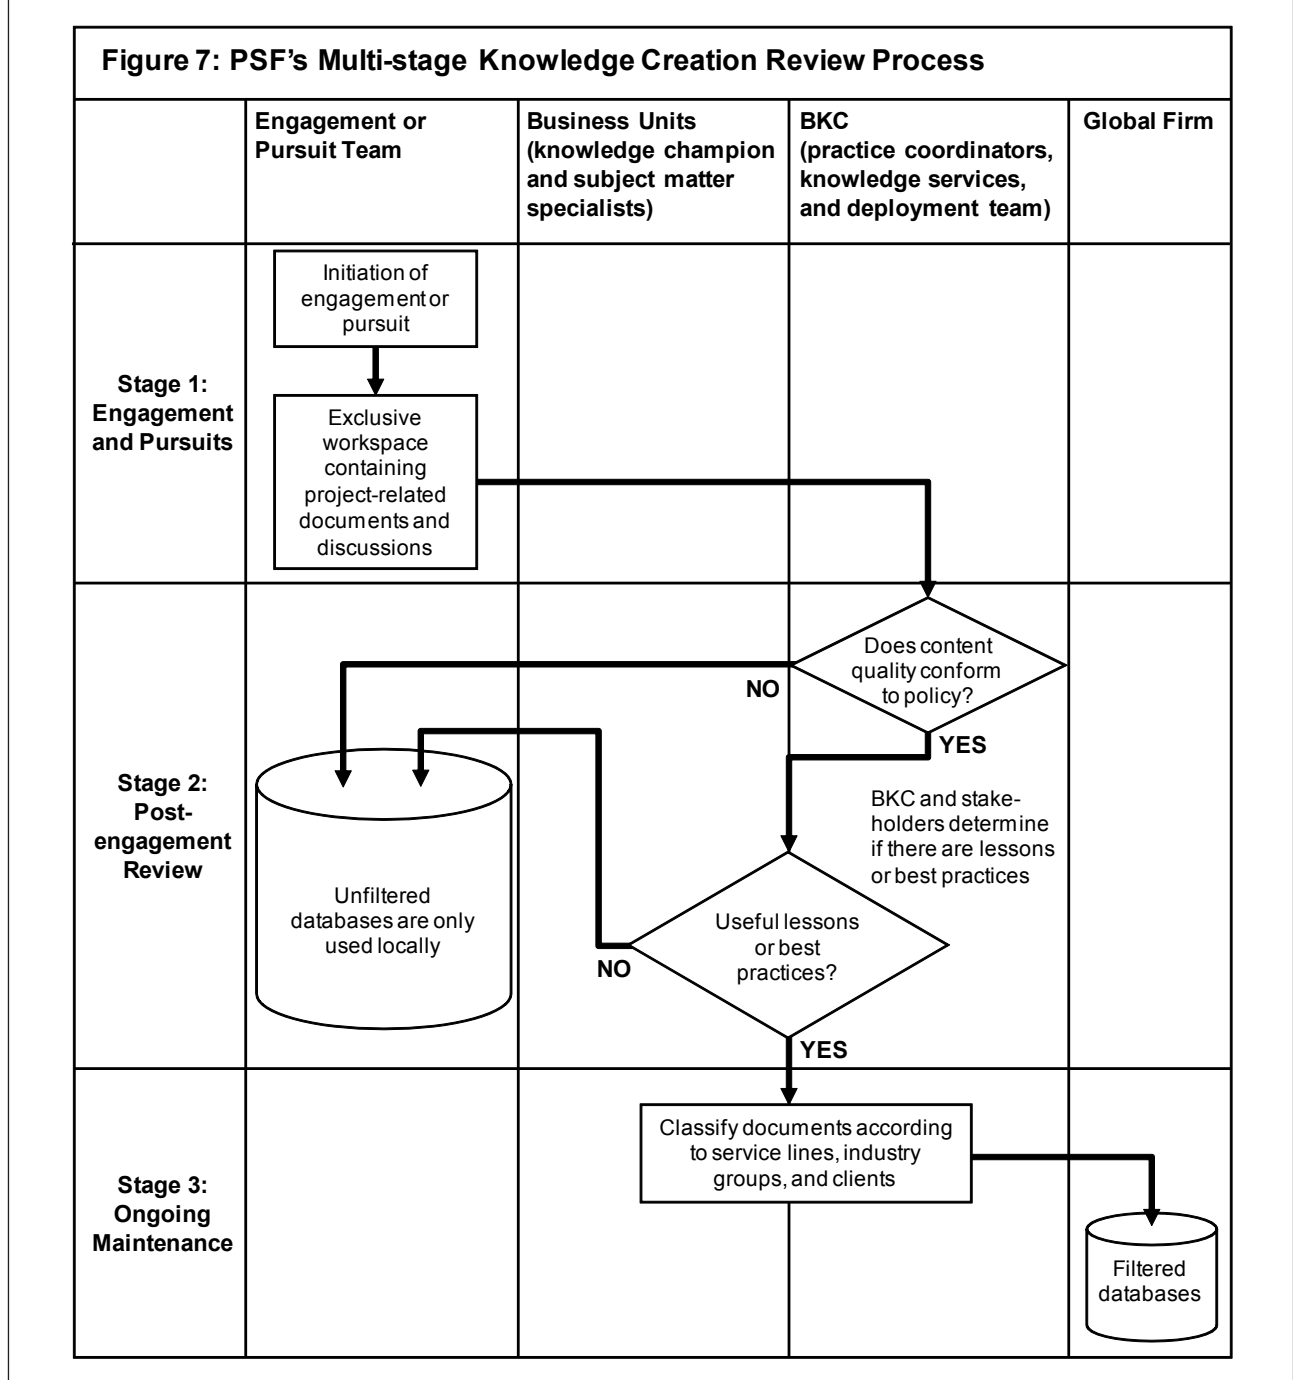 Figure 7: PSF's Multi-stage Knowledge Creation Review Process
Engagement or
Pursuit Team
Business Units
(knowledge champion
and subject matter
specialists)
BKC
(practice coordinators,
knowledge services,
and deployment team)
Global Firm
Stage 1:
Engagement
and Pursuits
Initiation of
engagement or
pursuit
Exclusive
workspace
containing
project-related
documents and
discussions
Stage 2:
Post-
engagement
Review
Does content
quality conform
to policy?
NO
YES
BKC and stake-
holders determine
if there are lessons
or best practices
Unfiltered
databases are only
used locally
Useful lessons
or best
practices?
NO
YES
Stage 3:
Ongoing
Maintenance
Classify documents according
to service lines, industry
groups, and clients
Filtered
databases